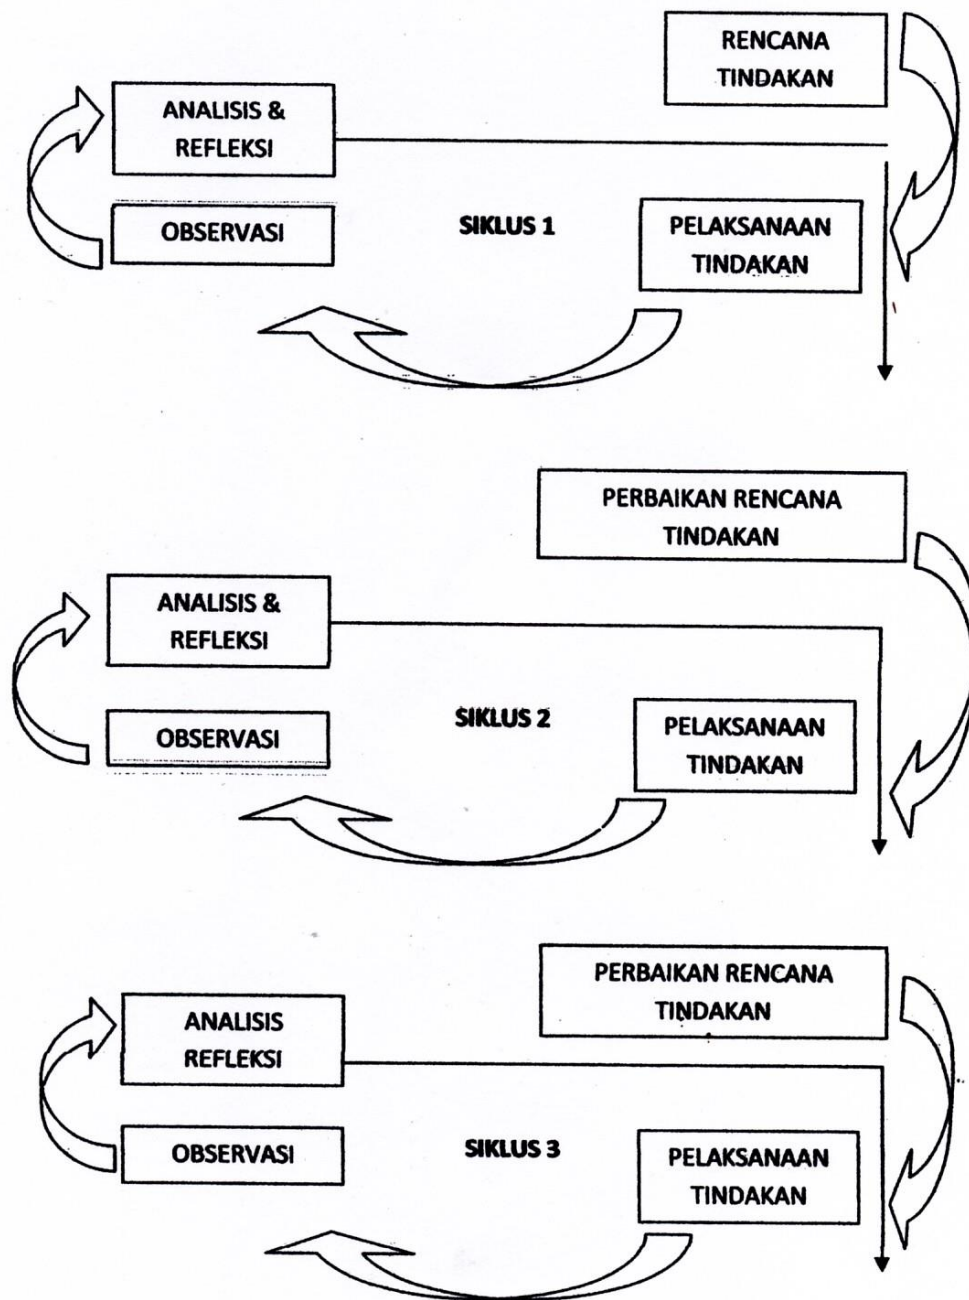 RENCANA
TINDAKAN
ANALISIS &
REFLEKSI
OBSERVASI
SIKLUS 1
PELAKSANAAN
TINDAKAN
PERBAIKAN RENCANA
TINDAKAN
ANALISIS &
REFLEKSI
OBSERVASI
SIKLUS 2
PELAKSANAAN
TINDAKAN
PERBAIKAN RENCANA
TINDAKAN
ANALISIS
REFLEKSI
OBSERVASI
SIKLUS 3
PELAKSANAAN
TINDAKAN